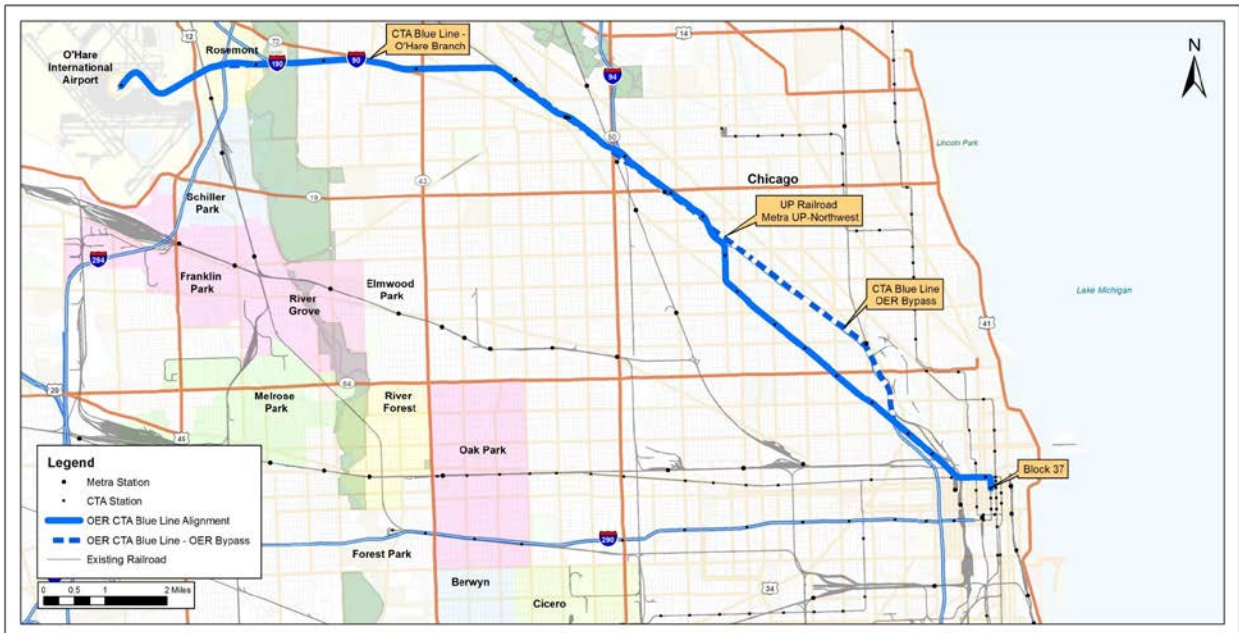 CTA Blue Line -
O'Hare Branch
O'Hare
International
Airport
Rosemont
12
72
190
90
94
14
N
50
Lincoln Park
Chicago
43
19
Schiller
Park
UP Railroad
Metra UP-Northwest
294
Franklin
Park
River
Grove
Elmwood
Park
CTA Blue Line
OER Bypass
Lake Michigan
41
64
Melrose
Park
River
Forest
45
Oak Park
Block 37
Legend
Metra Station
CTA Station
OER CTA Blue Line Alignment
OER CTA Blue Line - OER Bypass
Existing Railroad
290
Forest Park
Berwyn
Cicero
34
0 0.5 1 2 Miles